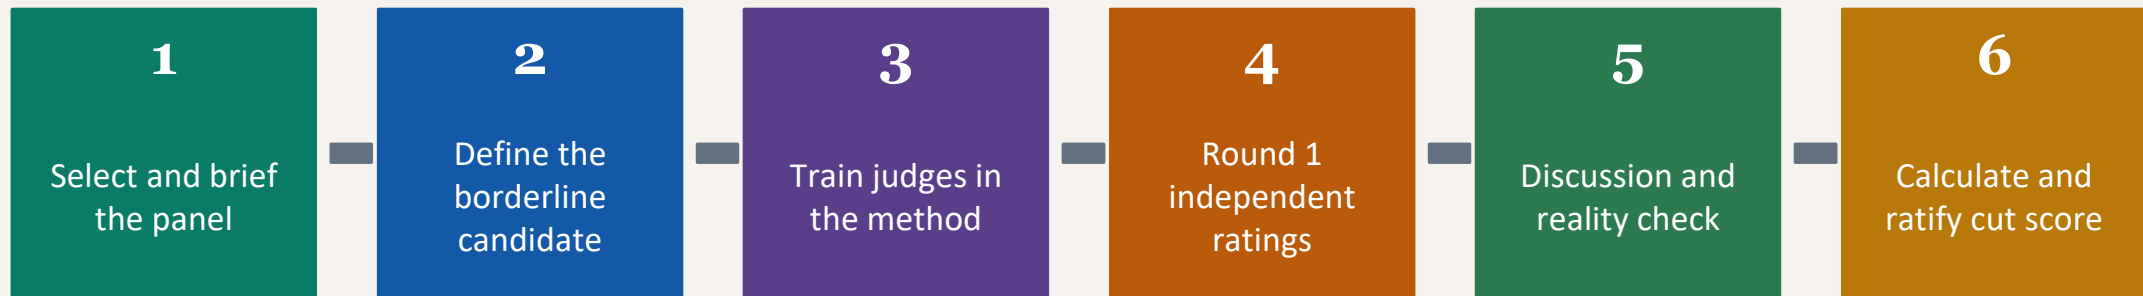 1
Select and brief
the panel
2
Define the
borderline
candidate
3
Train judges in
the method
4
Round 1
independent
ratings
5
Discussion and
reality check
6
Calculate and
ratify cut score